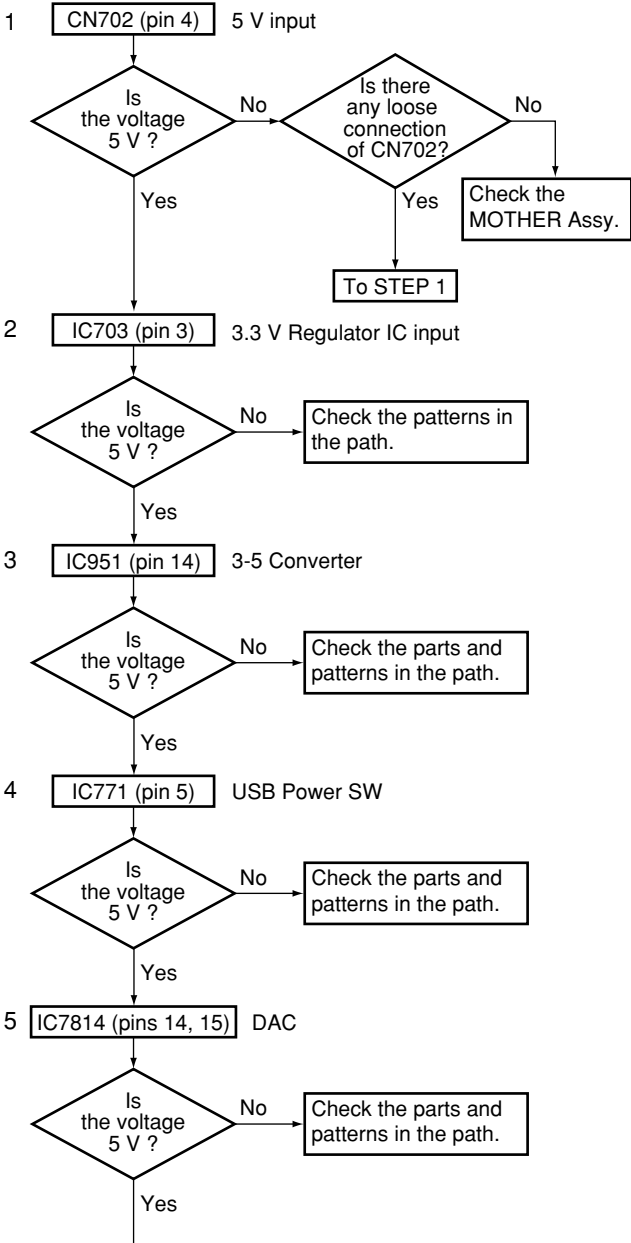 1 CN702 (pin 4) 5 V input
Is
the voltage
5 V ?
No
Is there
any loose
connection
of CN702?
No
Yes
Yes
Check the
MOTHER Assy.
To STEP 1
2 IC703 (pin 3) 3.3 V Regulator IC input
Is
the voltage
5 V ?
No
Check the patterns in
the path.
Yes
3 IC951 (pin 14) 3-5 Converter
Is
the voltage
5 V ?
No
Check the parts and
patterns in the path.
Yes
4 IC771 (pin 5) USB Power SW
Is
the voltage
5 V ?
No
Check the parts and
patterns in the path.
Yes
5 IC7814 (pins 14, 15) DAC
Is
the voltage
5 V ?
No
Check the parts and
patterns in the path.
Yes